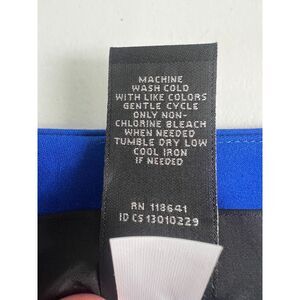 MACHINE
WASH COLD
WITH LIKE COLORS
GENTLE CYCLE
ONLY NON-
CHLORINE BLEACH
WHEN NEEDED
TUMBLE DRY LOW
COOL IRON
IF NEEDED
RN 118641
ID CS 13010229